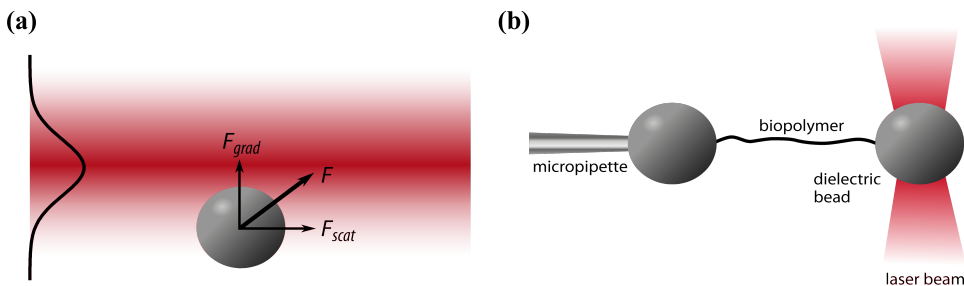 (a)
F_grad
F
F_scat
(b)
biopolymer
micropipette
dielectric
bead
laser beam